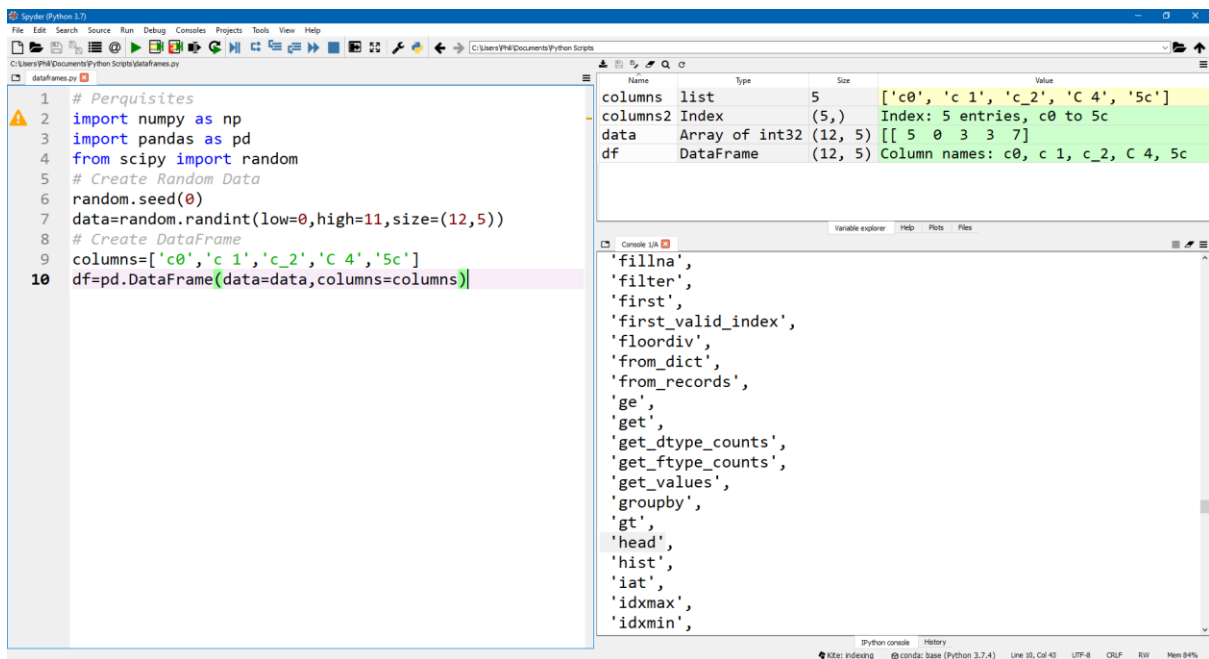 Spyder (Python 3.7)
File Edit Search Source Run Debug Consoles Projects Tools View Help
C:\Users\Phil\Documents\Python Scripts
C:\Users\Phil\Documents\Python Scripts\dataframes.py
dataframes.py
1 # Perquisites
2 import numpy as np
3 import pandas as pd
4 from scipy import random
5 # Create Random Data
6 random.seed(0)
7 data=random.randint(low=0,high=11,size=(12,5))
8 # Create DataFrame
9 columns=['c0','c 1','c_2','C 4','5c']
10 df=pd.DataFrame(data=data,columns=columns)
Name Type Size Value
columns list 5 ['c0', 'c 1', 'c_2', 'C 4', '5c']
columns2 Index (5,) Index: 5 entries, c0 to 5c
data Array of int32 (12, 5) [[ 5 0 3 3 7]
df DataFrame (12, 5) Column names: c0, c 1, c_2, C 4, 5c
Variable explorer Help Plots Files
Console 1/A
'fillna',
'filter',
'first',
'first_valid_index',
'floordiv',
'from_dict',
'from_records',
'ge',
'get',
'get_dtype_counts',
'get_ftype_counts',
'get_values',
'groupby',
'gt',
'head',
'hist',
'iat',
'idxmax',
'idxmin',
IPython console History
Kite: indexing conda: base (Python 3.7.4) Line 10, Col 43 UTF-8 CRLF RW Mem 84%